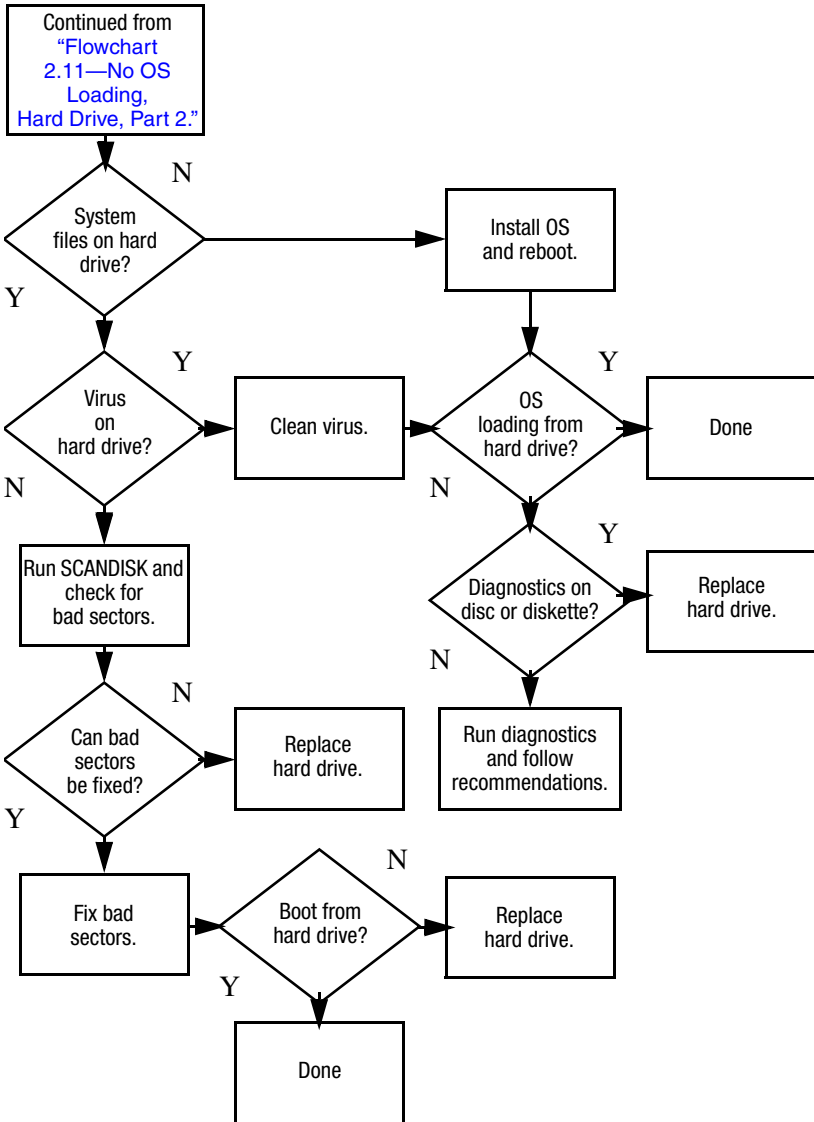 Continued from
“Flowchart
2.11—No OS
Loading,
Hard Drive, Part 2.”
N
System
files on hard
drive?
Install OS
and reboot.
Y
Y
Virus
on
hard drive?
Clean virus.
Y
OS
loading from
hard drive?
Done
N
N
Run SCANDISK and
check for
bad sectors.
Y
Diagnostics on
disc or diskette?
Replace
hard drive.
N
N
Can bad
sectors
be fixed?
Replace
hard drive.
Run diagnostics
and follow
recommendations.
Y
Fix bad
sectors.
N
Boot from
hard drive?
Replace
hard drive.
Y
Done